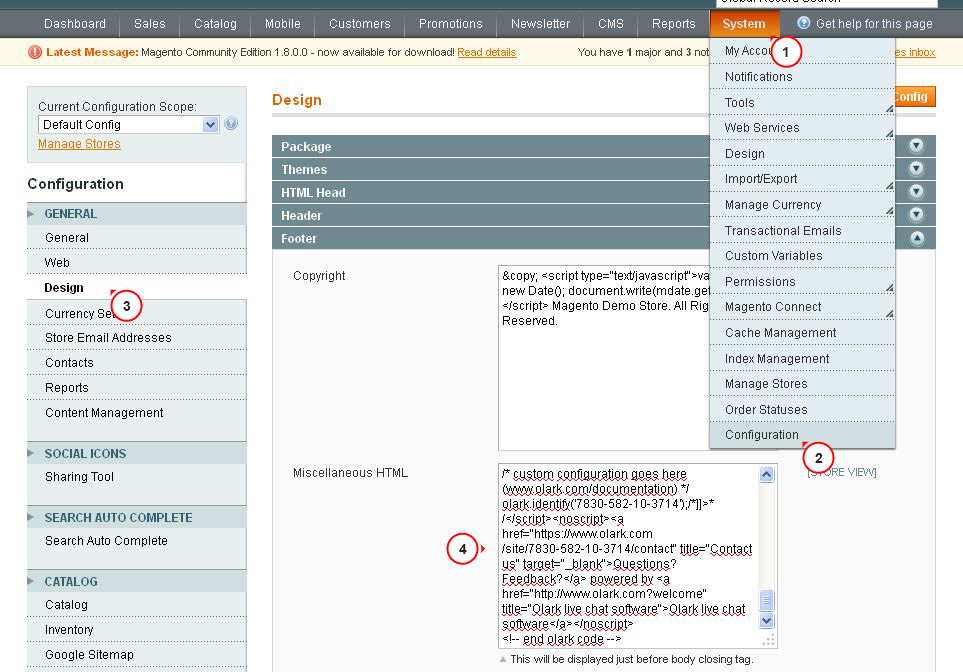 Dashboard Sales Catalog Mobile Customers Promotions Newsletter CMS Reports System Get help for this page
Latest Message: Magento Community Edition 1.8.0.0 - now available for download! Read details You have 1 major and 3 not
es inbox
Current Configuration Scope:
Default Config
Manage Stores
Configuration
GENERAL
General
Web
Design
3
Currency Se
Store Email Addresses
Contacts
Reports
Content Management
SOCIAL ICONS
Sharing Tool
SEARCH AUTO COMPLETE
Search Auto Complete
CATALOG
Catalog
Inventory
Google Sitemap
Design
onfig
Package
Themes
HTML Head
Header
Footer
Copyright
&copy; <script type="text/javascript">va
new Date(); document.write(mdate.get
</script> Magento Demo Store. All Rig
Reserved.
Miscellaneous HTML
[STORE VIEW]
/* custom configuration goes here
(www.olark.com/documentation) */
olark.identify('7830-582-10-3714');/*]]>*
/</script><noscript><a
href="https://www.olark.com
/site/7830-582-10-3714/contact" title="Contact
us" target="_blank">Questions?
Feedback?</a> powered by <a
href="http://www.olark.com?welcome"
title="Olark live chat software">Olark live chat
software</a></noscript>
<!-- end olark code -->
4
This will be displayed just before body closing tag.
My Accou
1
Notifications
Tools
Web Services
Design
Import/Export
Manage Currency
Transactional Emails
Custom Variables
Permissions
Magento Connect
Cache Management
Index Management
Manage Stores
Order Statuses
Configuration
2